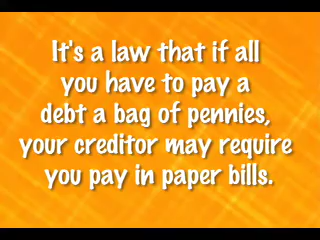 It's a law that if all
you have to pay a
debt a bag of pennies,
your creditor may require
you pay in paper bills.